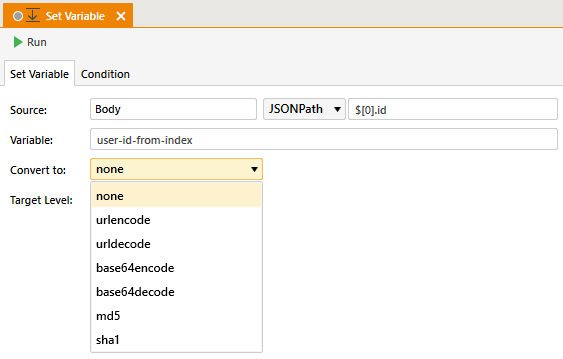 Set Variable
Run
Set Variable Condition
Source: Body JSONPath $[0].id
Variable: user-id-from-index
Convert to: none
none
Target Level:
urlencode
urldecode
base64encode
base64decode
md5
sha1